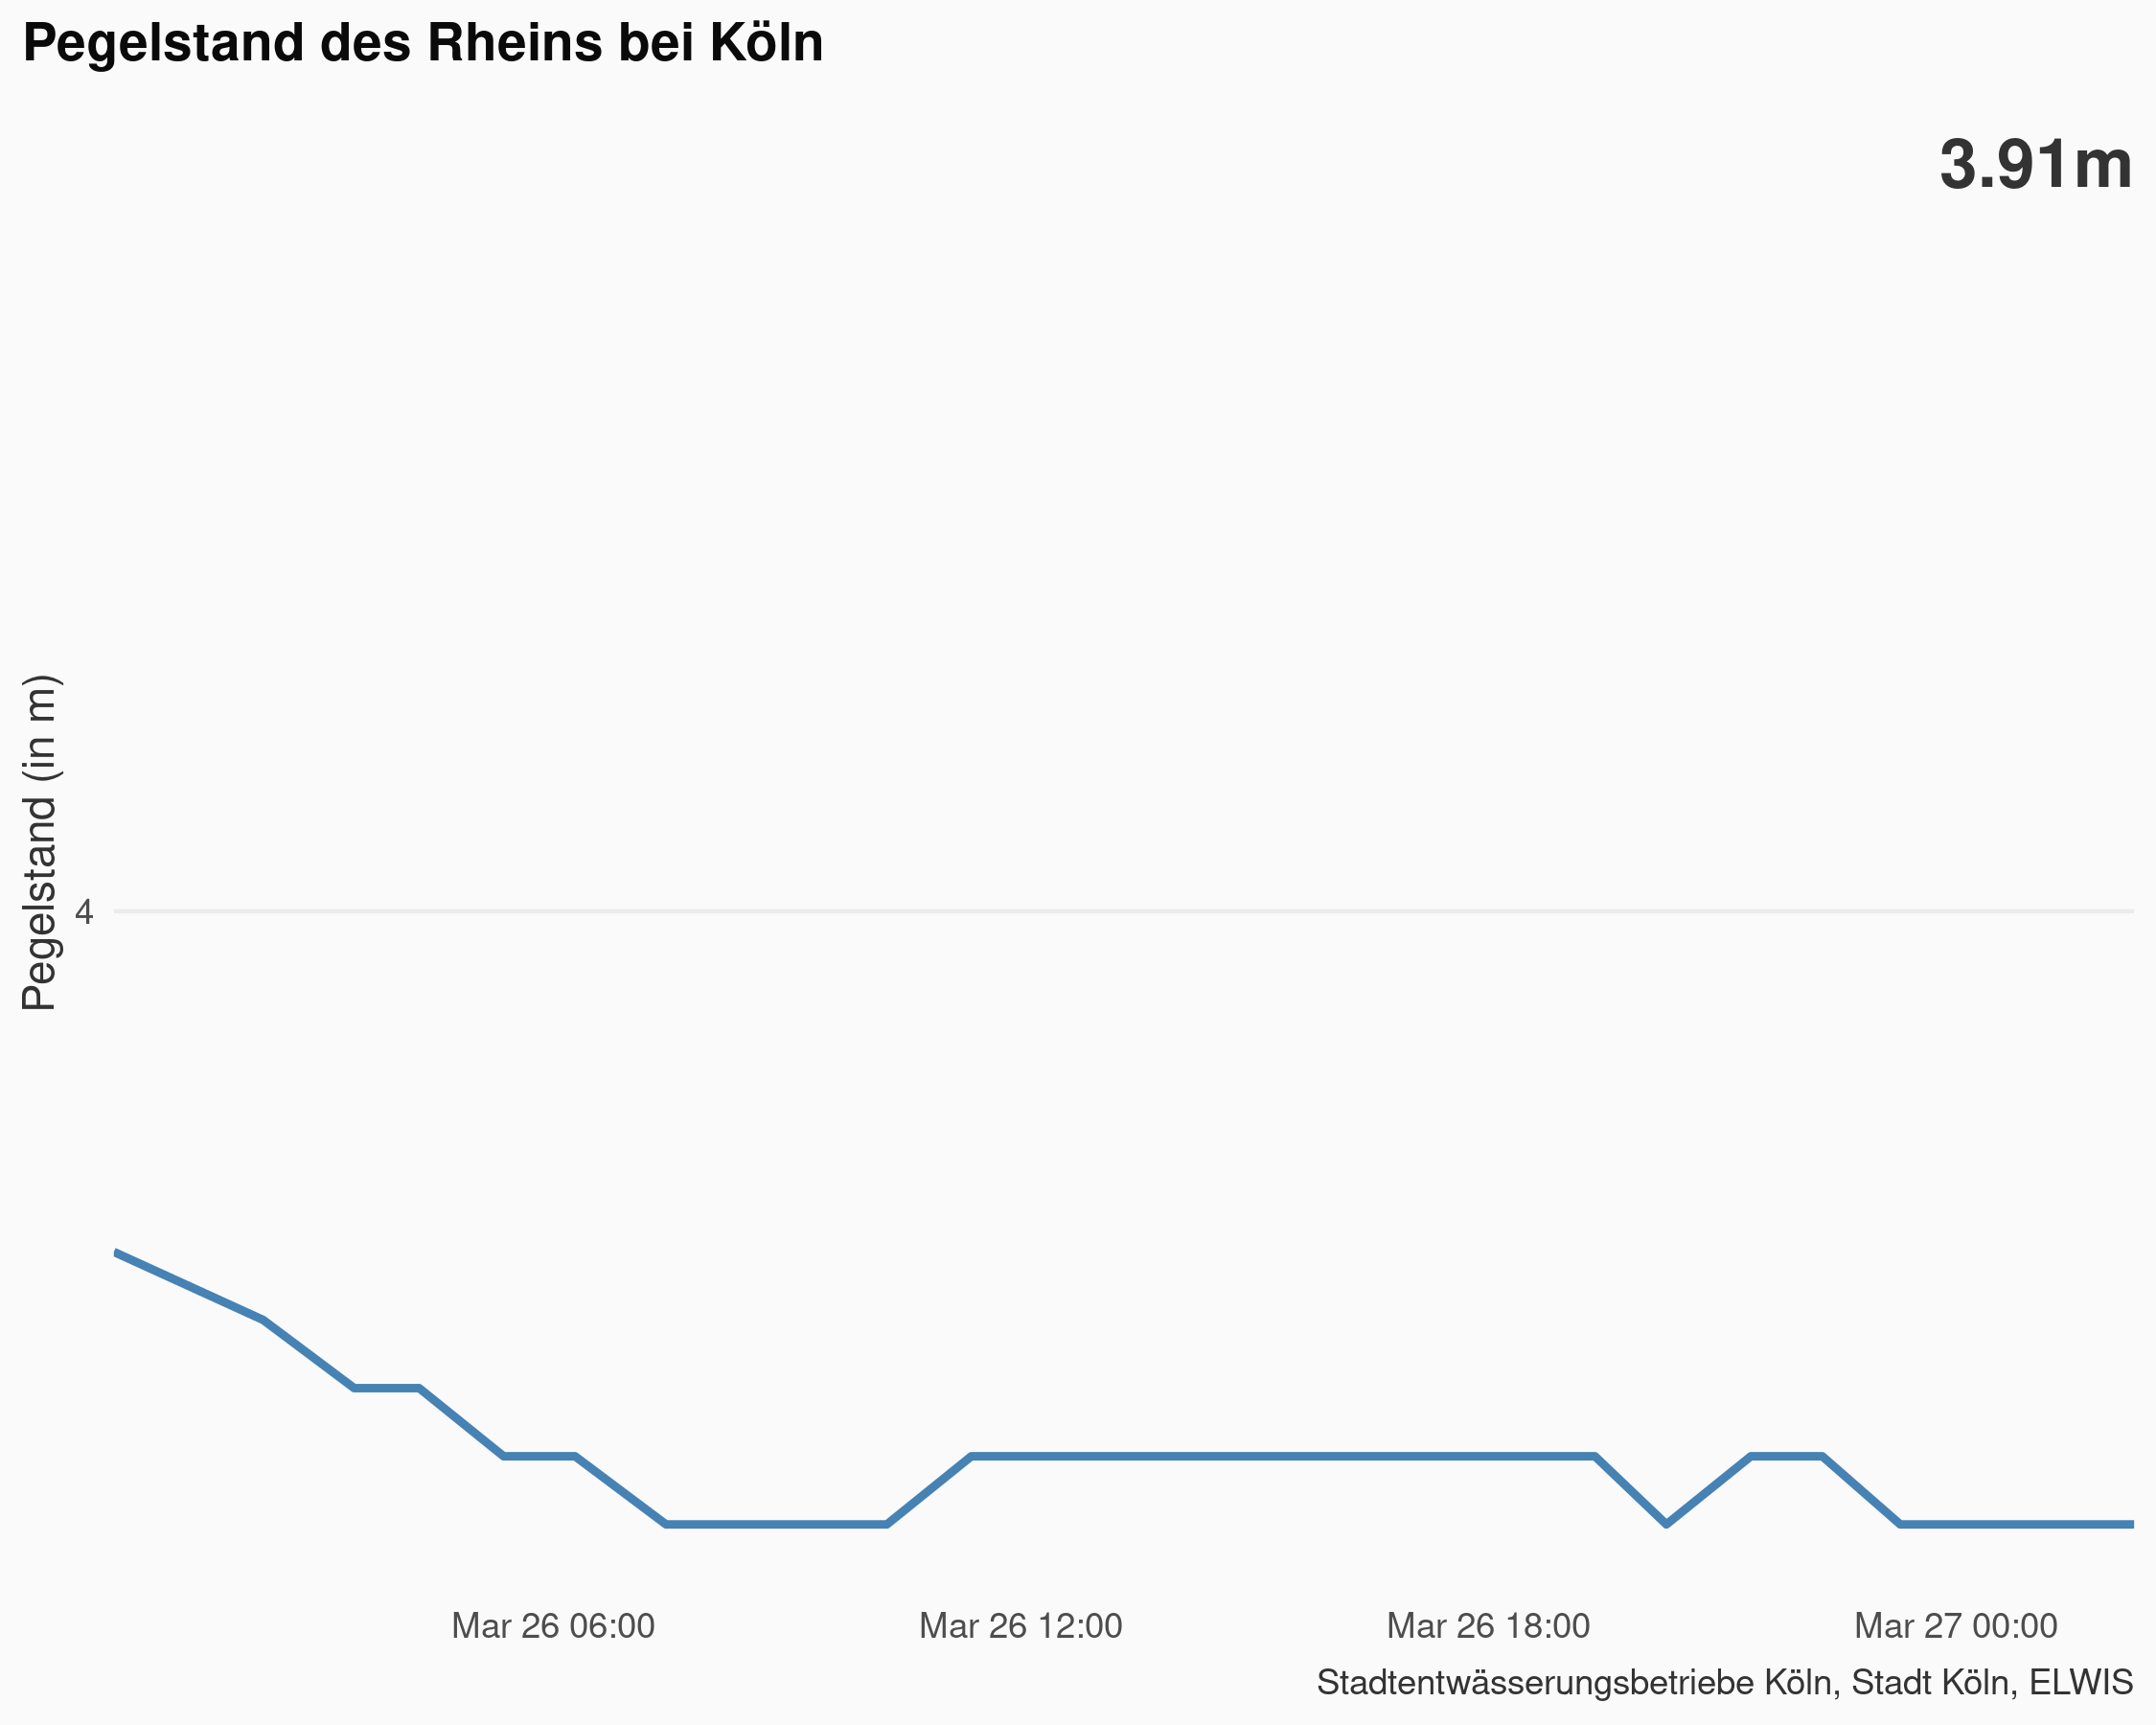 Pegelstand des Rheins bei Köln
3.91m
Pegelstand (in m)
4
Mar 26 06:00
Mar 26 12:00
Mar 26 18:00
Mar 27 00:00
Stadtentwässerungsbetriebe Köln, Stadt Köln, ELWIS